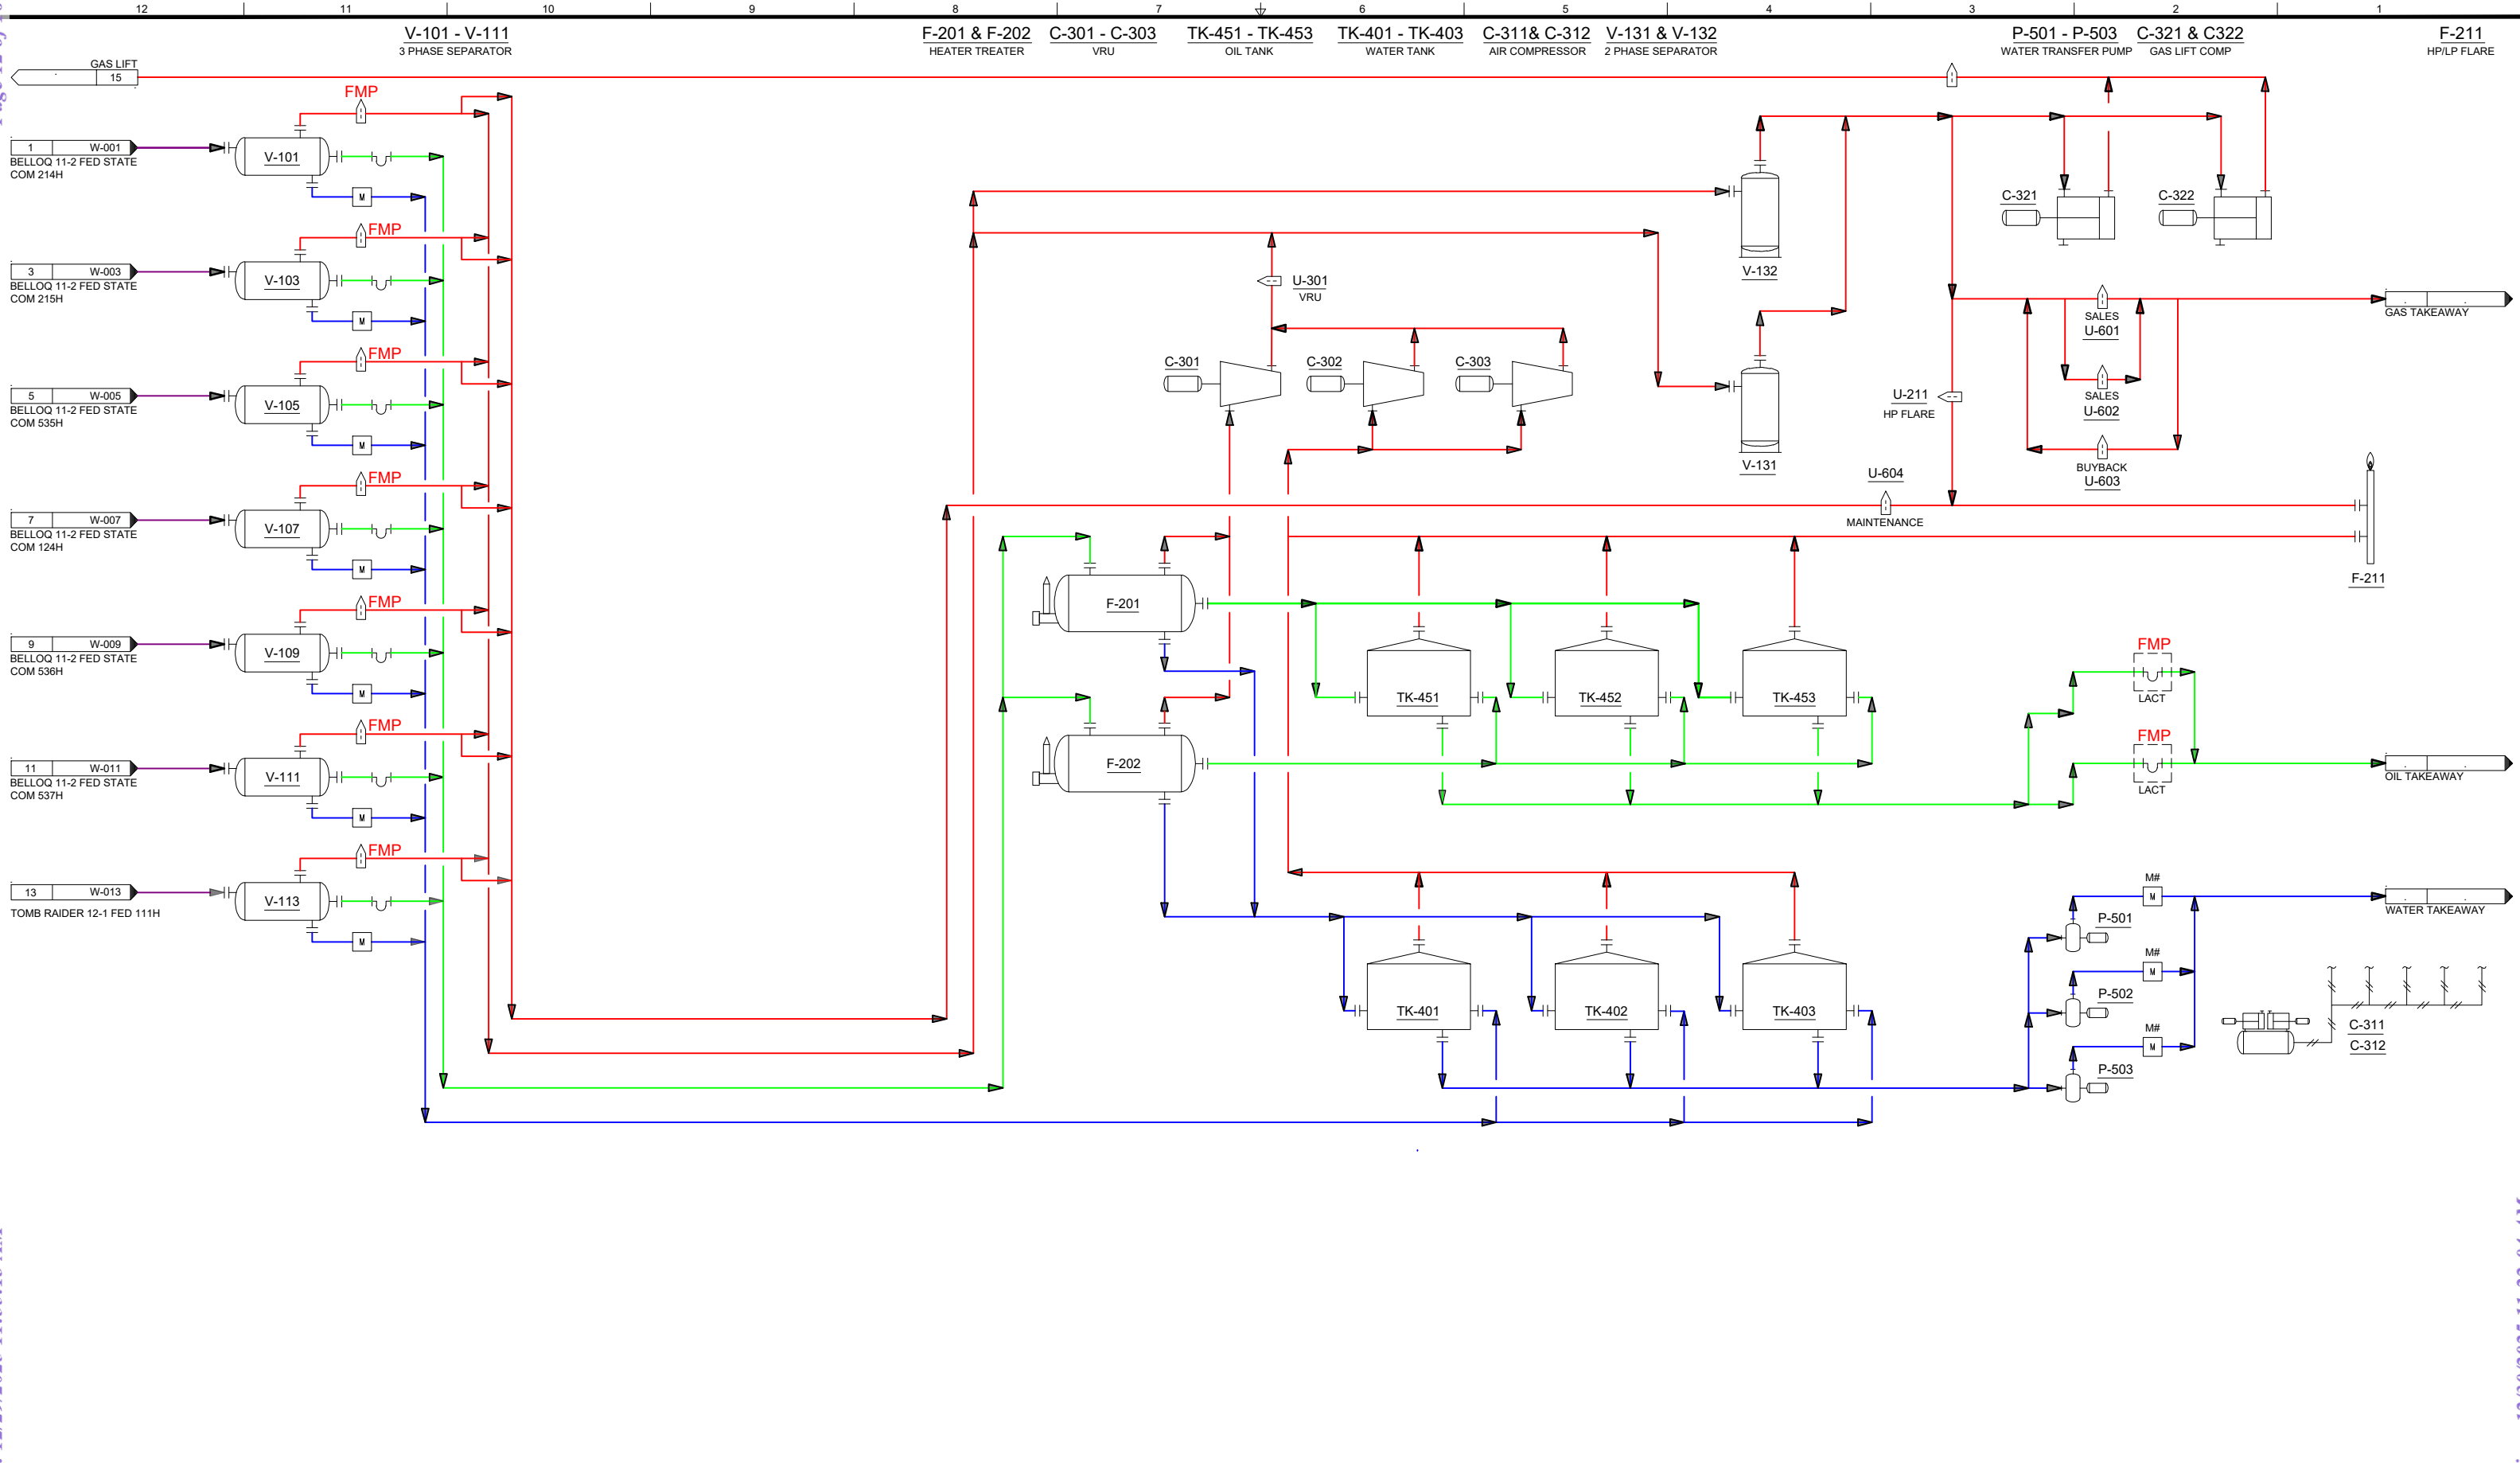 12 11 10 9 8 7 6 5 4 3 2 1
V-101 - V-111
3 PHASE SEPARATOR
F-201 & F-202
HEATER TREATER
C-301 - C-303
VRU
TK-451 - TK-453
OIL TANK
TK-401 - TK-403
WATER TANK
C-311& C-312
AIR COMPRESSOR
V-131 & V-132
2 PHASE SEPARATOR
P-501 - P-503
WATER TRANSFER PUMP
C-321 & C322
GAS LIFT COMP
F-211
HP/LP FLARE
GAS LIFT
15
FMP
1 W-001
BELLOQ 11-2 FED STATE
COM 214H
V-101
M
FMP
3 W-003
BELLOQ 11-2 FED STATE
COM 215H
V-103
M
FMP
5 W-005
BELLOQ 11-2 FED STATE
COM 535H
V-105
M
FMP
7 W-007
BELLOQ 11-2 FED STATE
COM 124H
V-107
M
FMP
9 W-009
BELLOQ 11-2 FED STATE
COM 536H
V-109
M
FMP
11 W-011
BELLOQ 11-2 FED STATE
COM 537H
V-111
M
FMP
13 W-013
TOMB RAIDER 12-1 FED 111H
V-113
M
V-132
V-131
U-301
VRU
C-301
C-302
C-303
C-321
C-322
SALES
U-601
SALES
U-602
BUYBACK
U-603
GAS TAKEAWAY
U-211
HP FLARE
U-604
MAINTENANCE
F-211
F-201
F-202
TK-451
TK-452
TK-453
FMP
LACT
FMP
LACT
OIL TAKEAWAY
TK-401
TK-402
TK-403
M#
M
P-501
M#
M
P-502
M#
M
P-503
WATER TAKEAWAY
C-311
C-312